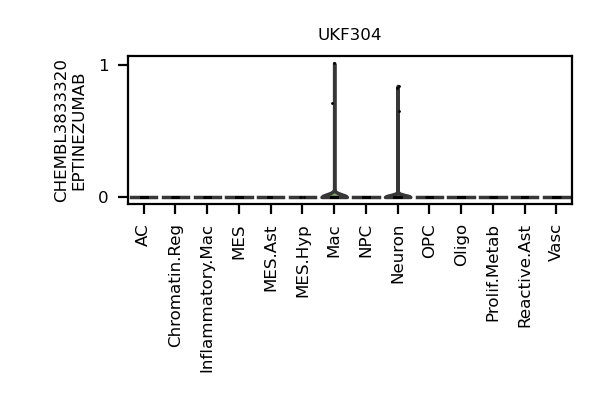 UKF304
CHEMBL3833320
EPTINEZUMAB
1
0
AC
Chromatin.Reg
Inflammatory.Mac
MES
MES.Ast
MES.Hyp
Mac
NPC
Neuron
OPC
Oligo
Prolif.Metab
Reactive.Ast
Vasc